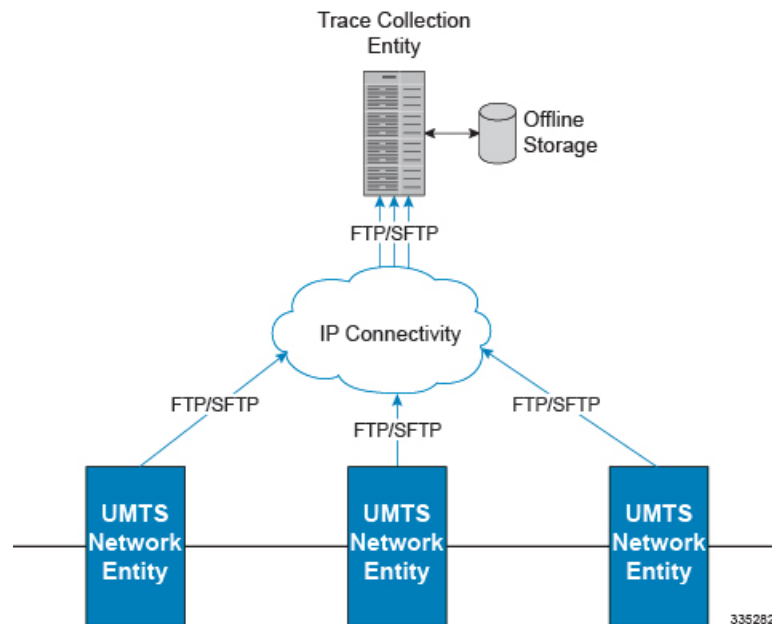 Trace Collection
Entity
Offline
Storage
FTP/SFTP
IP Connectivity
FTP/SFTP
FTP/SFTP
FTP/SFTP
UMTS
Network
Entity
UMTS
Network
Entity
UMTS
Network
Entity
335282